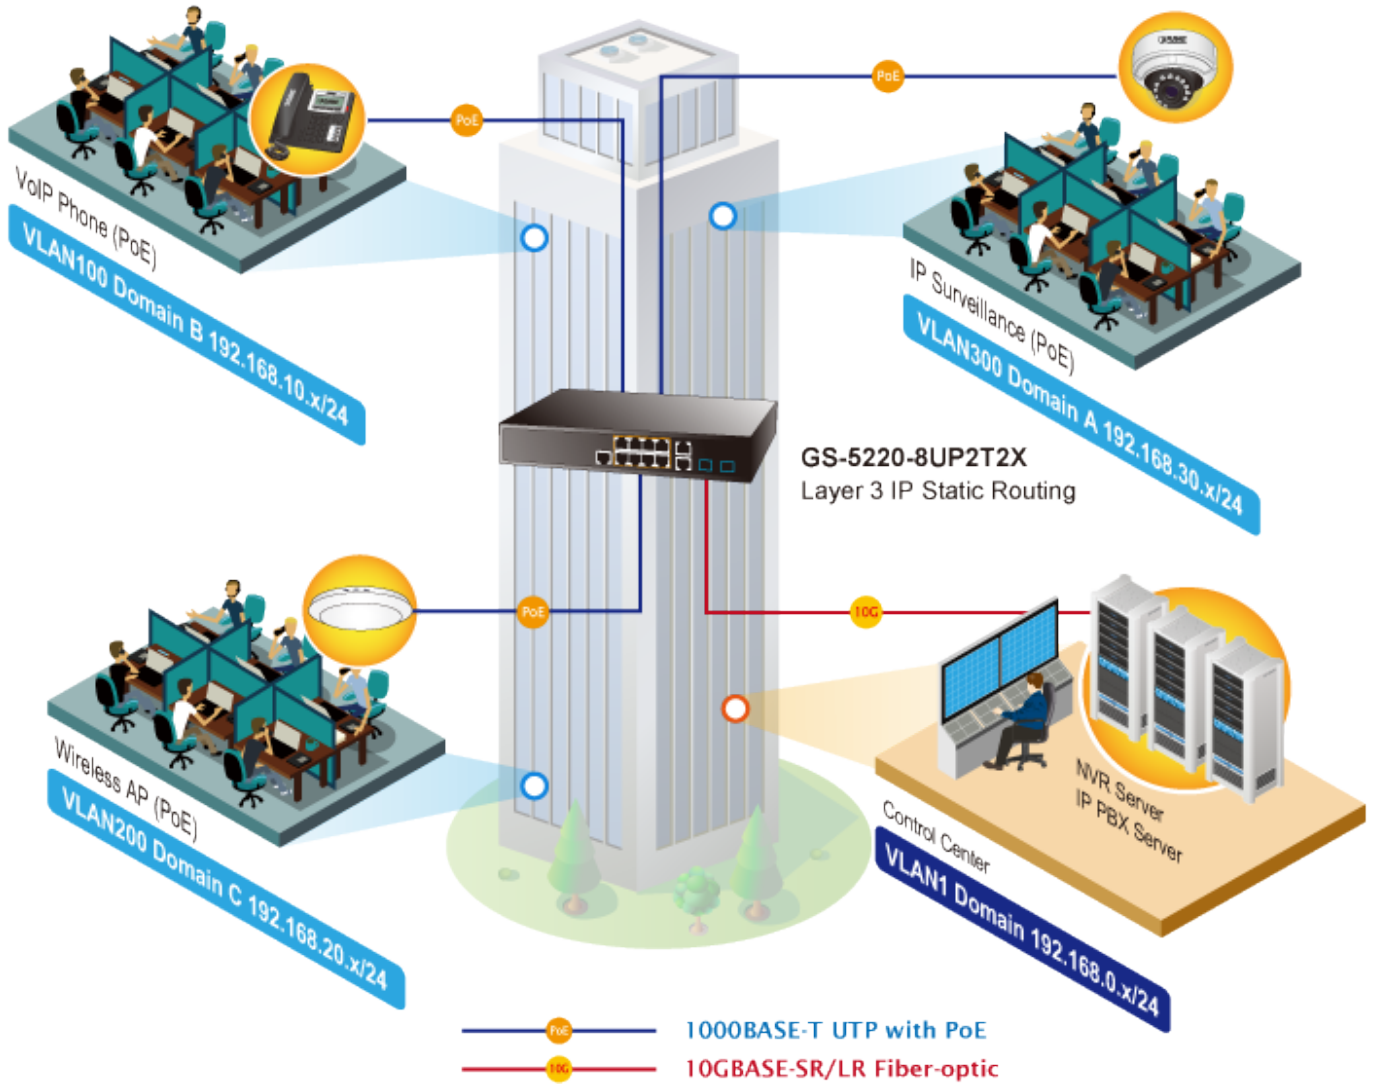 PoE
PoE
PLANET
VoIP Phone (PoE)
VLAN100 Domain B 192.168.10.x/24
IP Surveillance (PoE)
VLAN300 Domain A 192.168.30.x/24
GS-5220-8UP2T2X
Layer 3 IP Static Routing
PoE
10G
Wireless AP (PoE)
VLAN200 Domain C 192.168.20.x/24
NVR Server
IP PBX Server
Control Center
VLAN1 Domain 192.168.0.x/24
PoE
1000BASE-T UTP with PoE
10G
10GBASE-SR/LR Fiber-optic